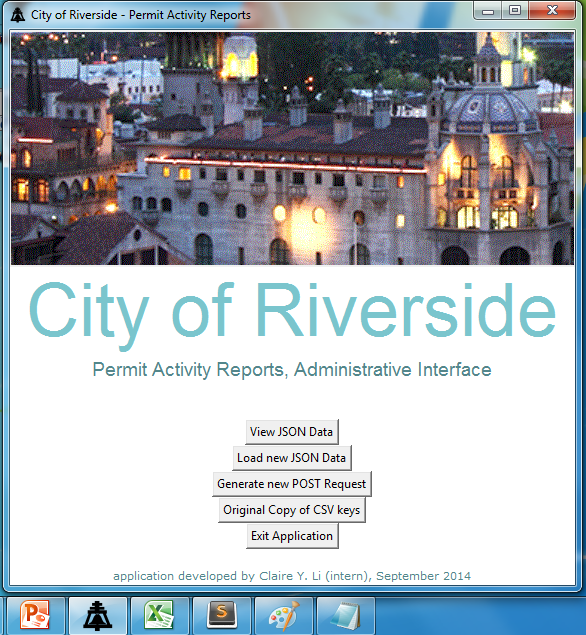 City of Riverside - Permit Activity Reports
City of Riverside
Permit Activity Reports, Administrative Interface
View JSON Data
Load new JSON Data
Generate new POST Request
Original Copy of CSV keys
Exit Application
application developed by Claire Y. Li (intern), September 2014